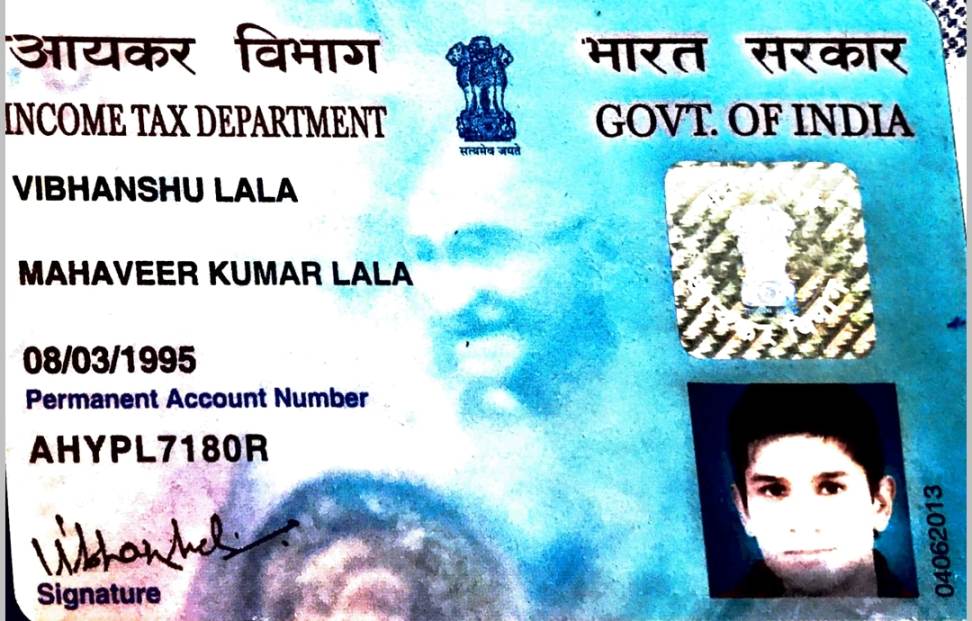 आयकर विभाग
भारत सरकार
INCOME TAX DEPARTMENT
GOVT. OF INDIA
सत्यमेव जयते
VIBHANSHU LALA
MAHAVEER KUMAR LALA
08/03/1995
Permanent Account Number
AHYPL7180R
Signature
04062013